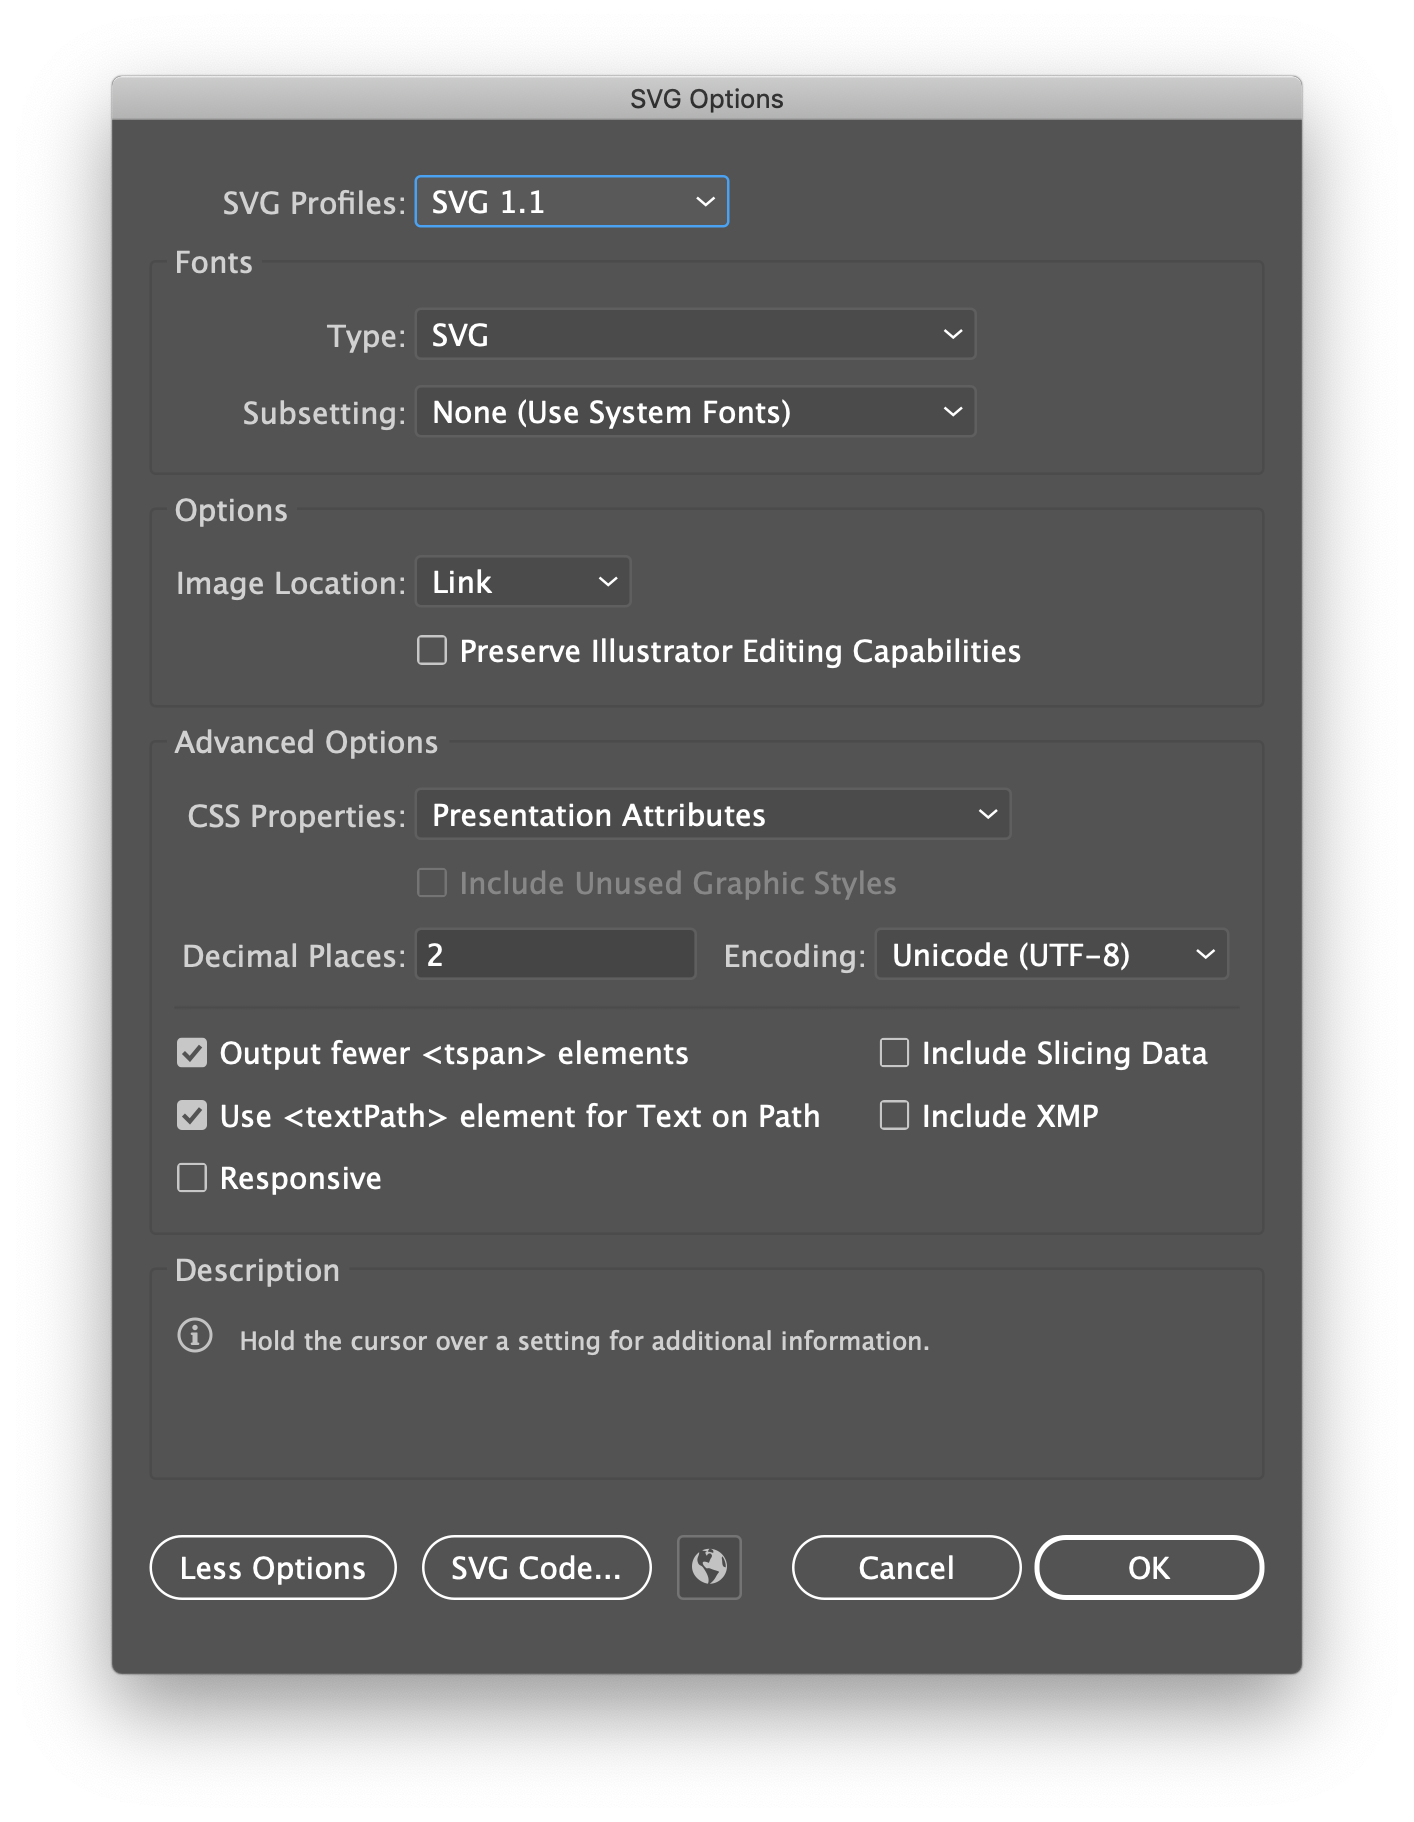 SVG Options
SVG Profiles: SVG 1.1
Fonts
Type: SVG
Subsetting: None (Use System Fonts)
Options
Image Location: Link
Preserve Illustrator Editing Capabilities
Advanced Options
CSS Properties: Presentation Attributes
Include Unused Graphic Styles
Decimal Places: 2 Encoding: Unicode (UTF-8)
Output fewer <tspan> elements Include Slicing Data
Use <textPath> element for Text on Path Include XMP
Responsive
Description
Hold the cursor over a setting for additional information.
Less Options SVG Code... Cancel OK